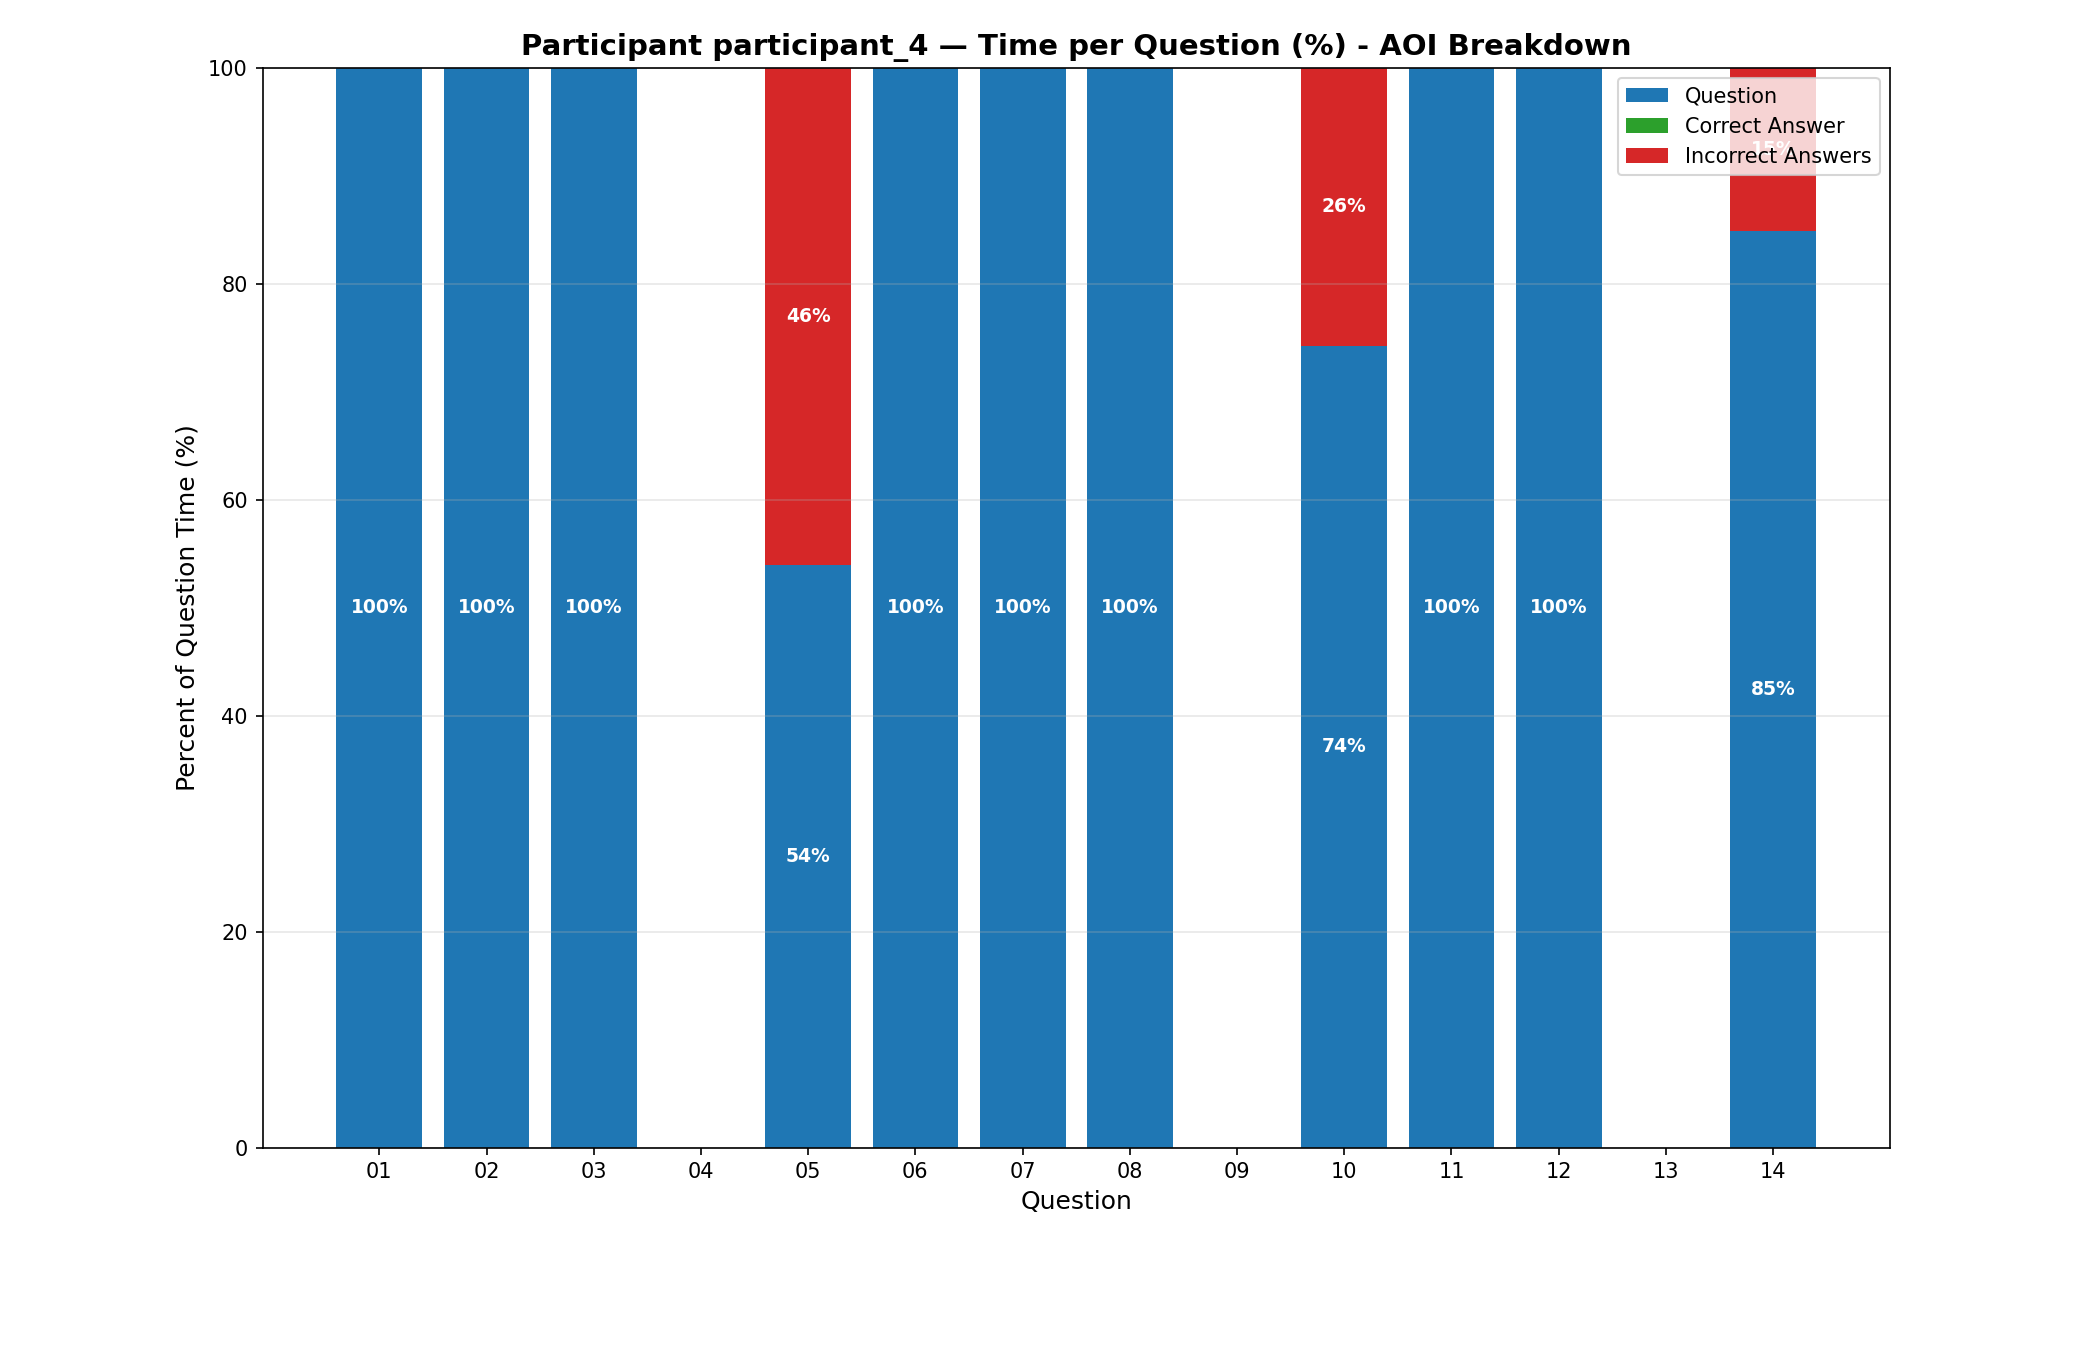 Participant participant_4 — Time per Question (%) - AOI Breakdown
100
80
60
40
20
0
Percent of Question Time (%)
Question
Correct Answer
Incorrect Answers
15%
26%
46%
100% 100% 100% 100% 100% 100% 100% 100%
85%
74%
54%
01 02 03 04 05 06 07 08 09 10 11 12 13 14
Question